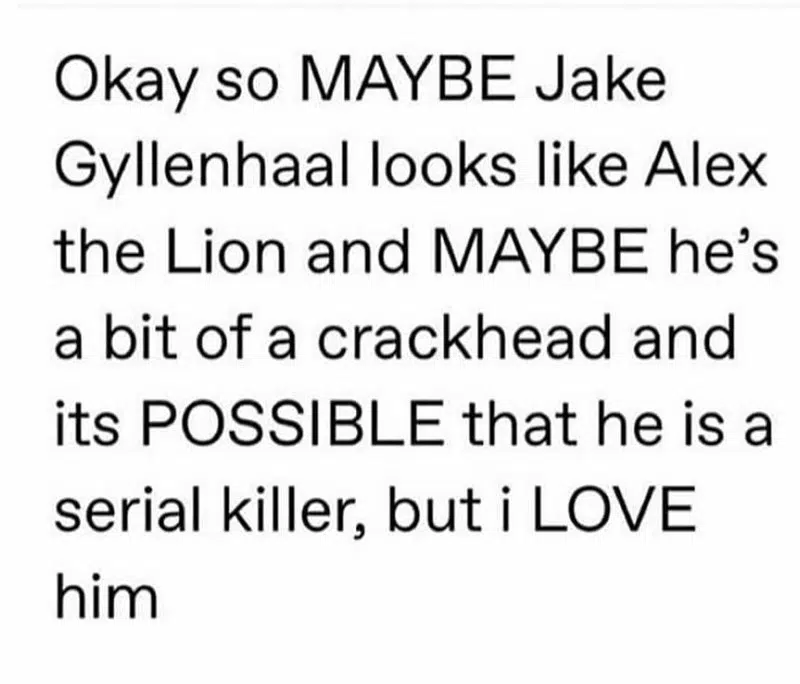 Okay so MAYBE Jake
Gyllenhaal looks like Alex
the Lion and MAYBE he’s
a bit of a crackhead and
its POSSIBLE that he is a
serial killer, but i LOVE
him